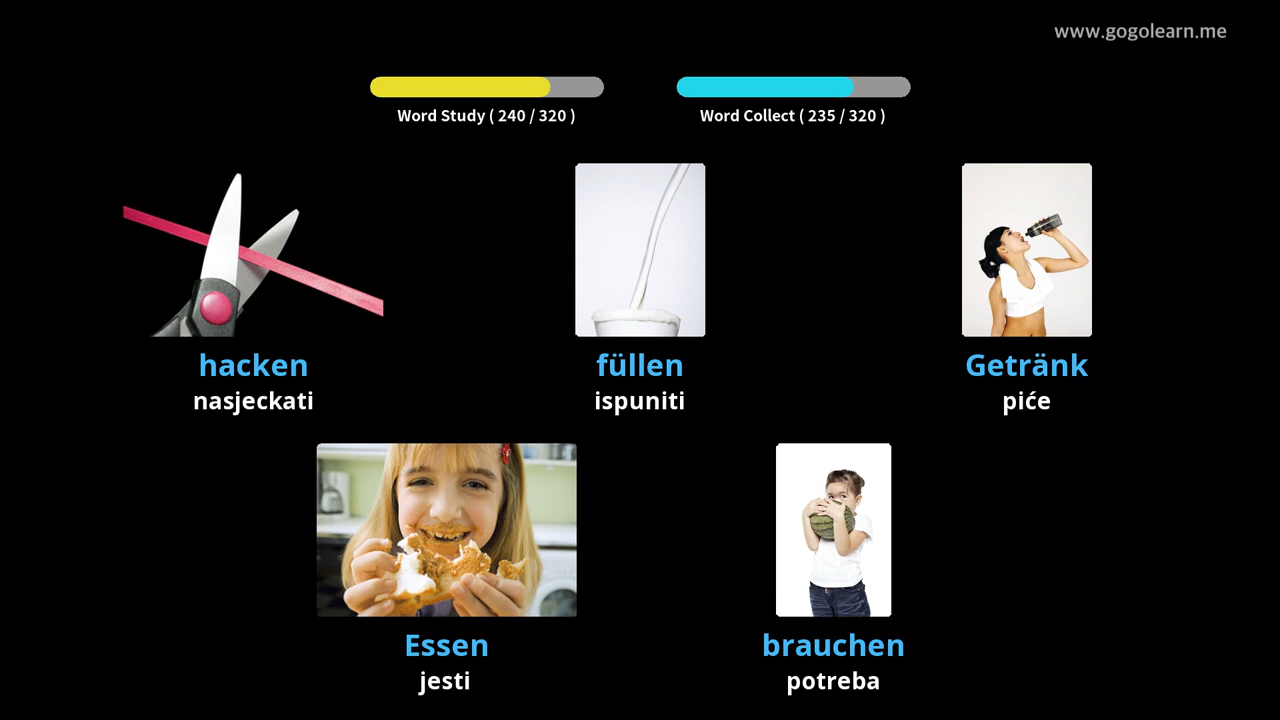 www.gogolearn.me
Word Study ( 240 / 320 )
Word Collect ( 235 / 320 )
hacken
nasjeckati
füllen
ispuniti
Getränk
piće
Essen
jesti
brauchen
potreba